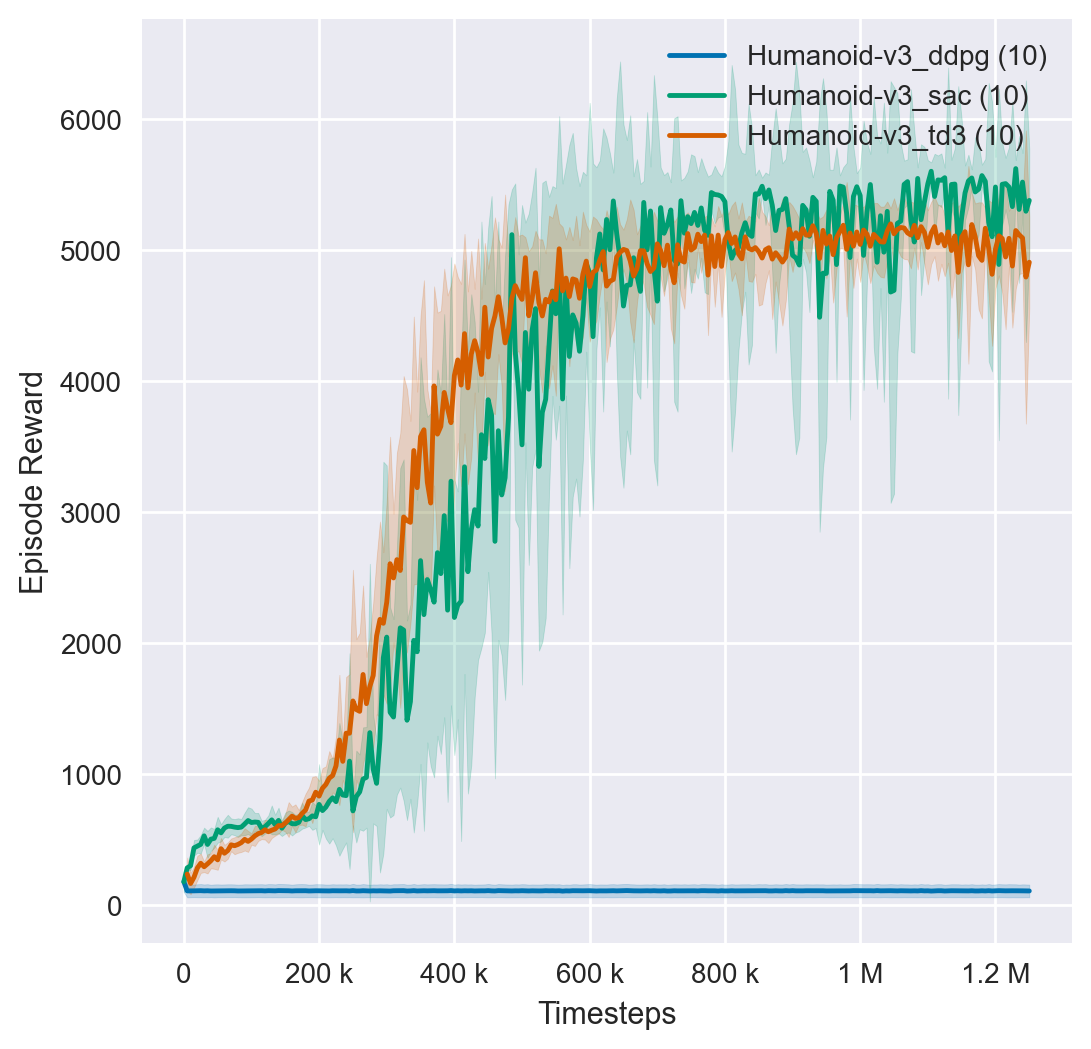 Humanoid-v3_ddpg (10)
Humanoid-v3_sac (10)
Humanoid-v3_td3 (10)
Episode Reward
6000
5000
4000
3000
2000
1000
0
0 200 k 400 k 600 k 800 k 1 M 1.2 M
Timesteps